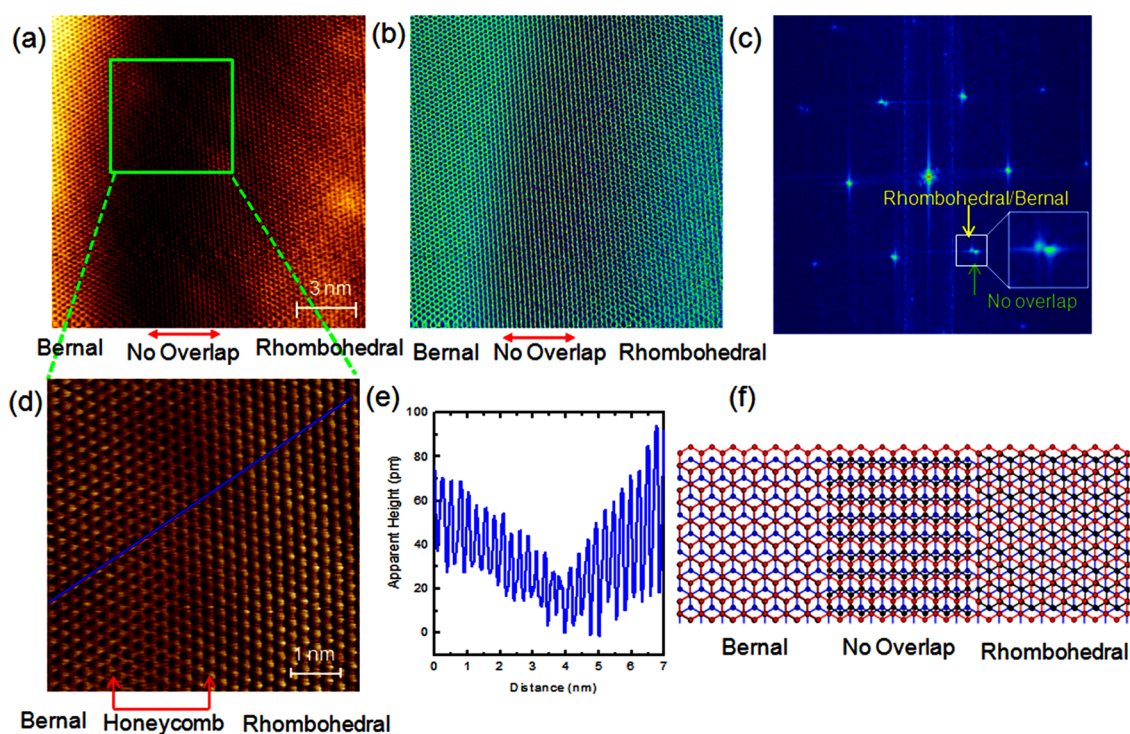 (a)
(b)
(c)
3 nm
Rhombohedral/Bernal
No overlap
Bernal No Overlap Rhombohedral
Bernal No Overlap Rhombohedral
(d)
(e)
(f)
100
80
60
40
20
0
Apparent Height (pm)
0 1 2 3 4 5 6 7
Distance (nm)
1 nm
Bernal Honeycomb Rhombohedral
Bernal No Overlap Rhombohedral